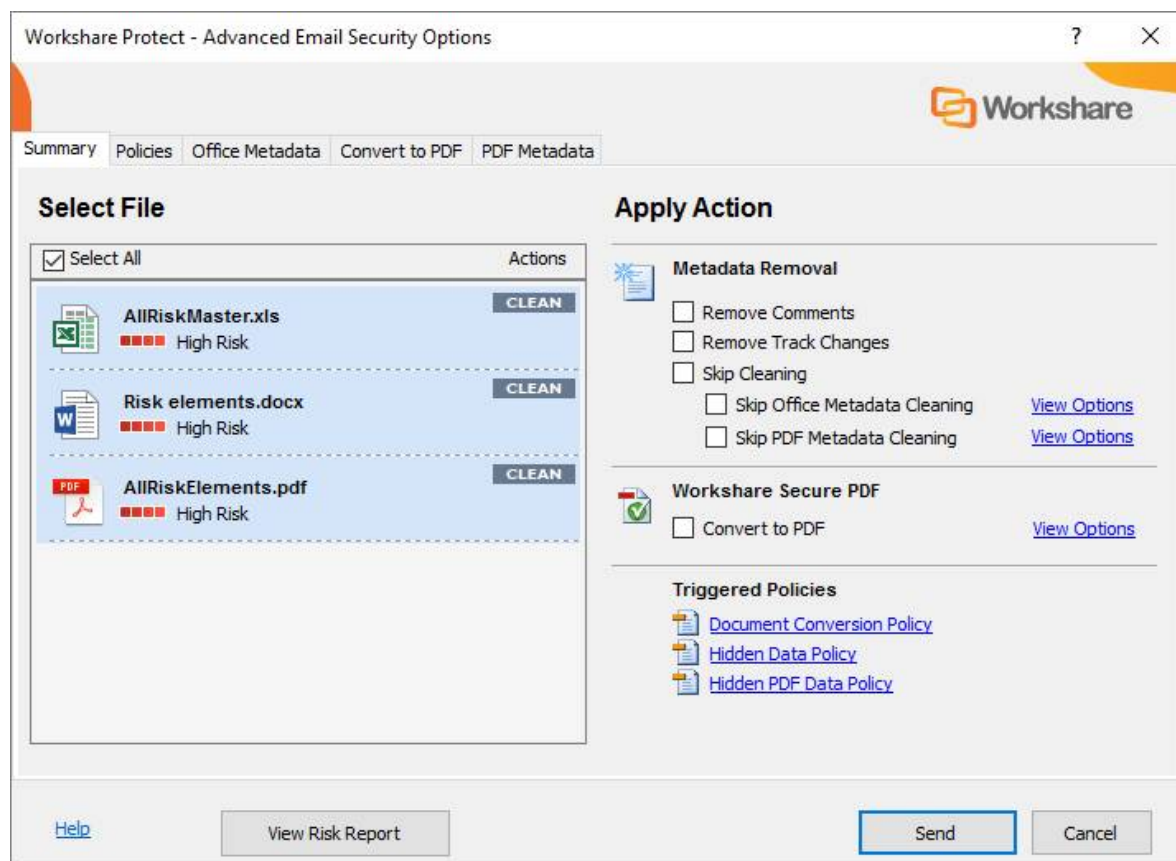 Workshare Protect - Advanced Email Security Options
?
Workshare
Summary Policies Office Metadata Convert to PDF PDF Metadata
Select File
Select All Actions
AllRiskMaster.xls CLEAN
High Risk
Risk elements.docx CLEAN
High Risk
PDF AllRiskElements.pdf CLEAN
High Risk
Apply Action
Metadata Removal
Remove Comments
Remove Track Changes
Skip Cleaning
Skip Office Metadata Cleaning View Options
Skip PDF Metadata Cleaning View Options
Workshare Secure PDF
Convert to PDF View Options
Triggered Policies
Document Conversion Policy
Hidden Data Policy
Hidden PDF Data Policy
Help View Risk Report Send Cancel